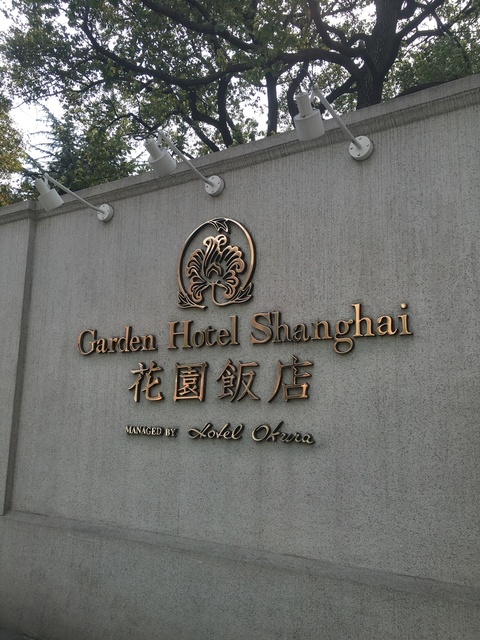 Garden Hotel Shanghai
花園飯店
MANAGED BY Hotel Okura